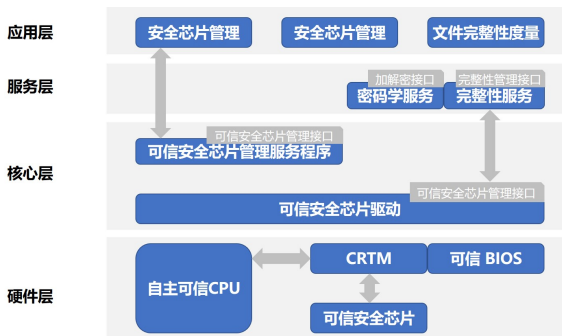 应用层
安全芯片管理
安全芯片管理
文件完整性度量
服务层
加解密接口
完整性管理接口
密码学服务
完整性服务
核心层
可信安全芯片管理接口
可信安全芯片管理服务程序
可信安全芯片管理接口
可信安全芯片驱动
硬件层
自主可信CPU
CRTM
可信 BIOS
可信安全芯片